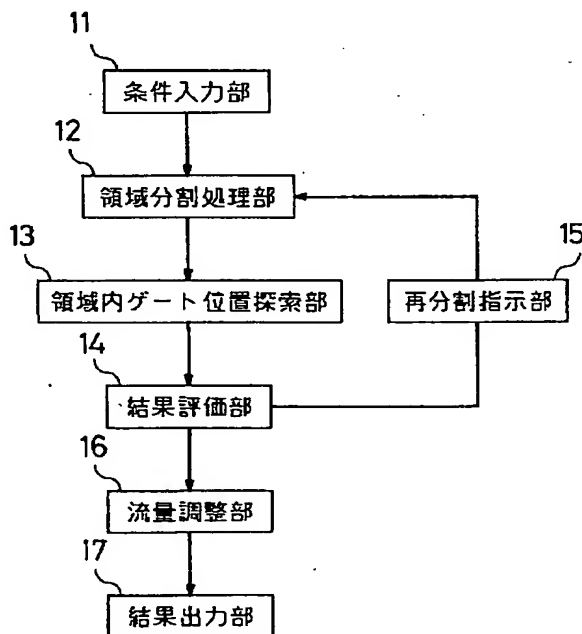 11
条件入力部
12
領域分割処理部
13
領域内ゲート位置探索部
15
再分割指示部
14
結果評価部
16
流量調整部
17
結果出力部